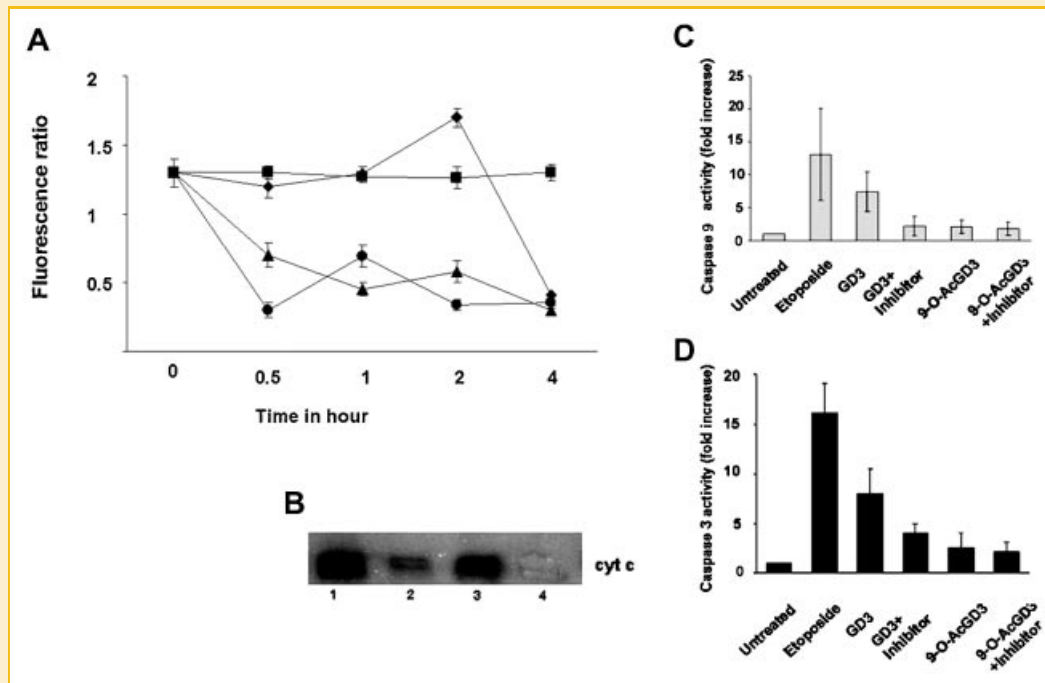 A
Fluorescence ratio
2
1.5
1
0.5
0 0.5 1 2 4
Time in hour
B
cyt c
1 2 3 4
C
Caspase 9 activity (fold increase)
25
20
15
10
5
0
Untreated
Etoposide
GD3
GD3+
Inhibitor
9-O-AcGD3
9-O-AcGD3
+Inhibitor
D
Caspase 3 activity (fold increase)
20
15
10
5
0
Untreated
Etoposide
GD3
GD3+
Inhibitor
9-O-AcGD3
9-O-AcGD3
+Inhibitor